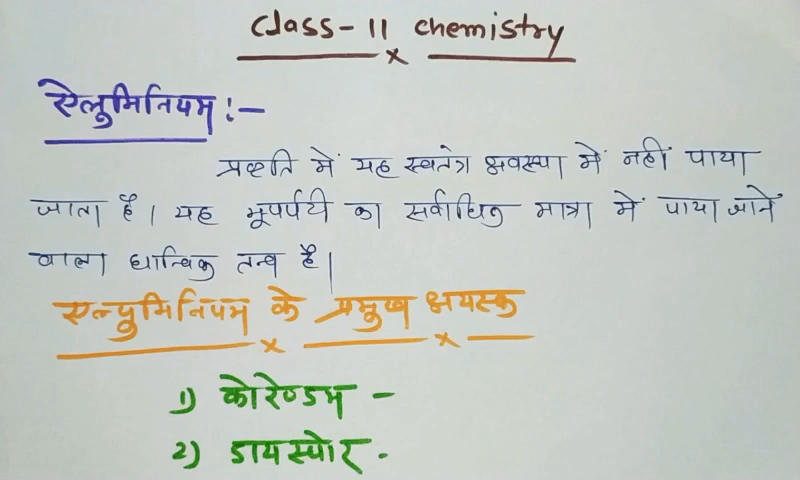 Class-11 chemistry
ऐलुमिनियम :-
प्रकृति में यह स्वतंत्र अवस्था में नहीं पाया
जाता है। यह भूपर्पटी का सर्वाधिक मात्रा में पाया जाने
वाला धात्विक तत्व है।
एल्युमिनियम के प्रमुख अयस्क
1) कोरेण्डम -
2) डायस्पोर -